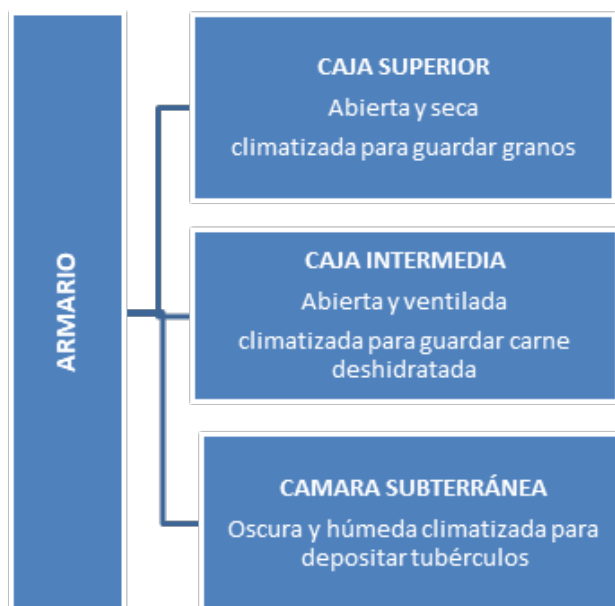 ARMARIO
CAJA SUPERIOR
Abierta y seca
climatizada para guardar granos
CAJA INTERMEDIA
Abierta y ventilada
climatizada para guardar carne
deshidratada
CAMARA SUBTERRÁNEA
Oscura y húmeda climatizada para
depositar tubérculos